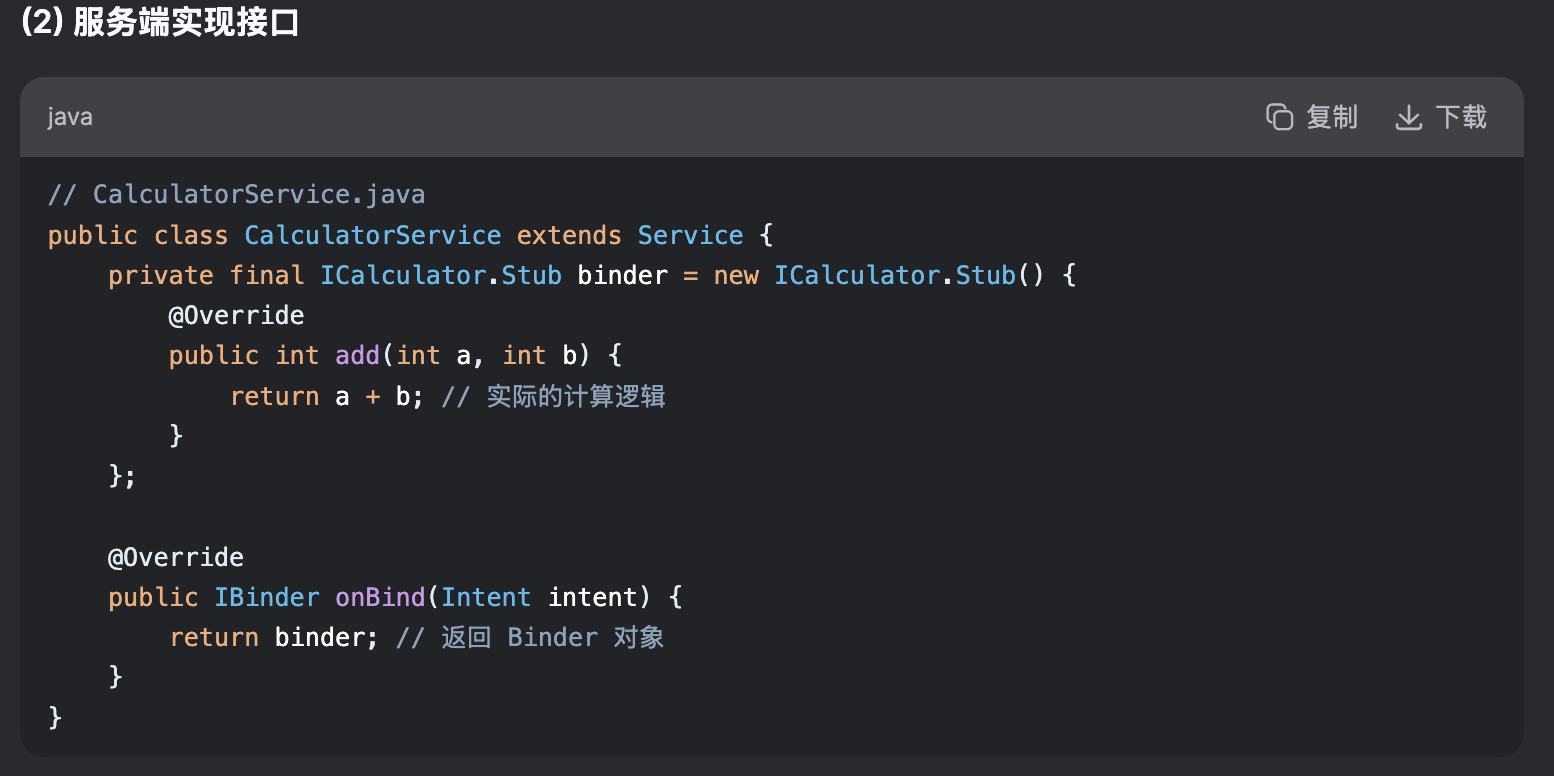 (2) 服务端实现接口
java
复制
下载
// CalculatorService.java
public class CalculatorService extends Service {
    private final ICalculator.Stub binder = new ICalculator.Stub() {
        @Override
        public int add(int a, int b) {
            return a + b; // 实际的计算逻辑
        }
    };

    @Override
    public IBinder onBind(Intent intent) {
        return binder; // 返回 Binder 对象
    }
}